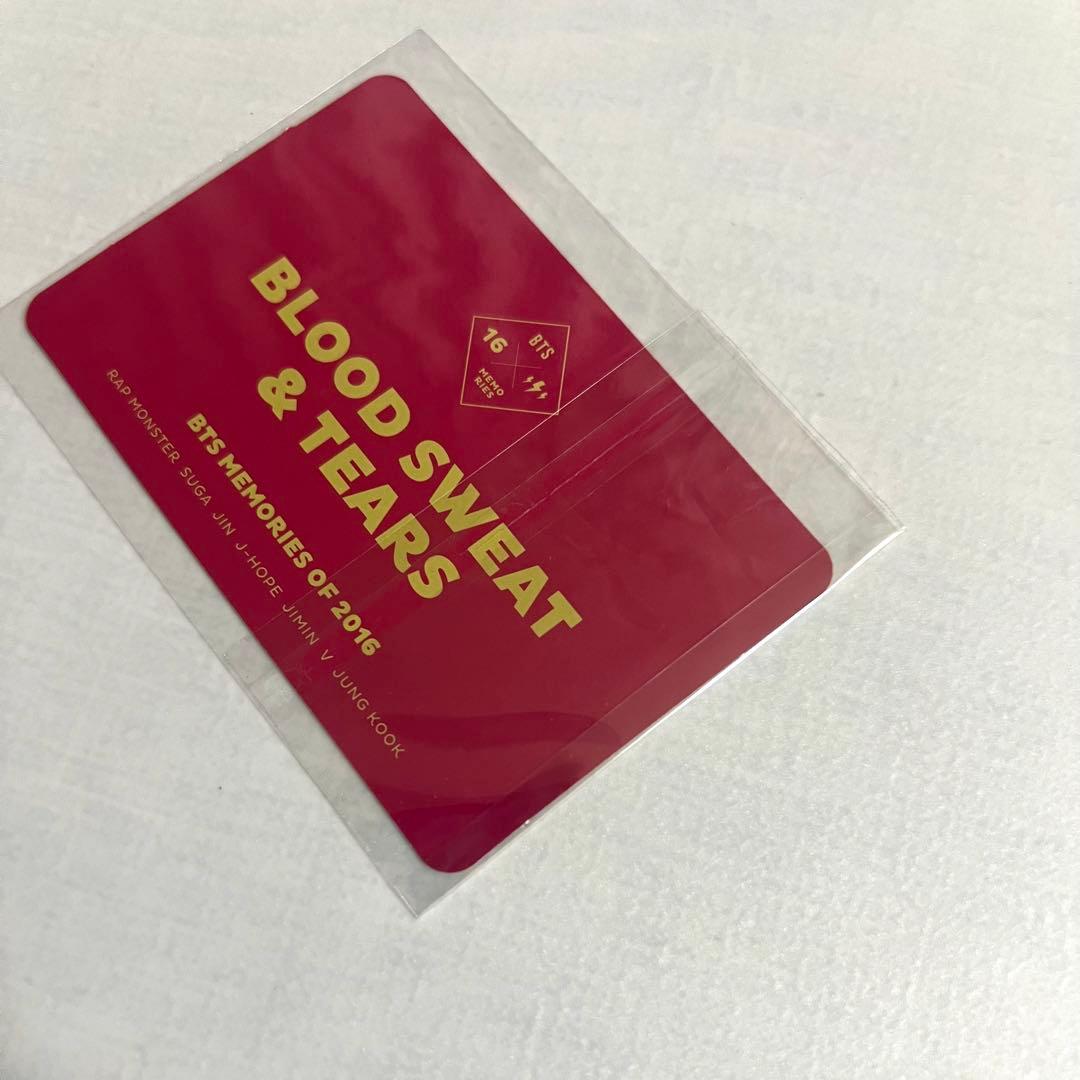 16 BTS
MEMO
RIES
BLOOD SWEAT
& TEARS
BTS MEMORIES OF 2016
RAP MONSTER SUGA JIN J-HOPE JIMIN V JUNG KOOK